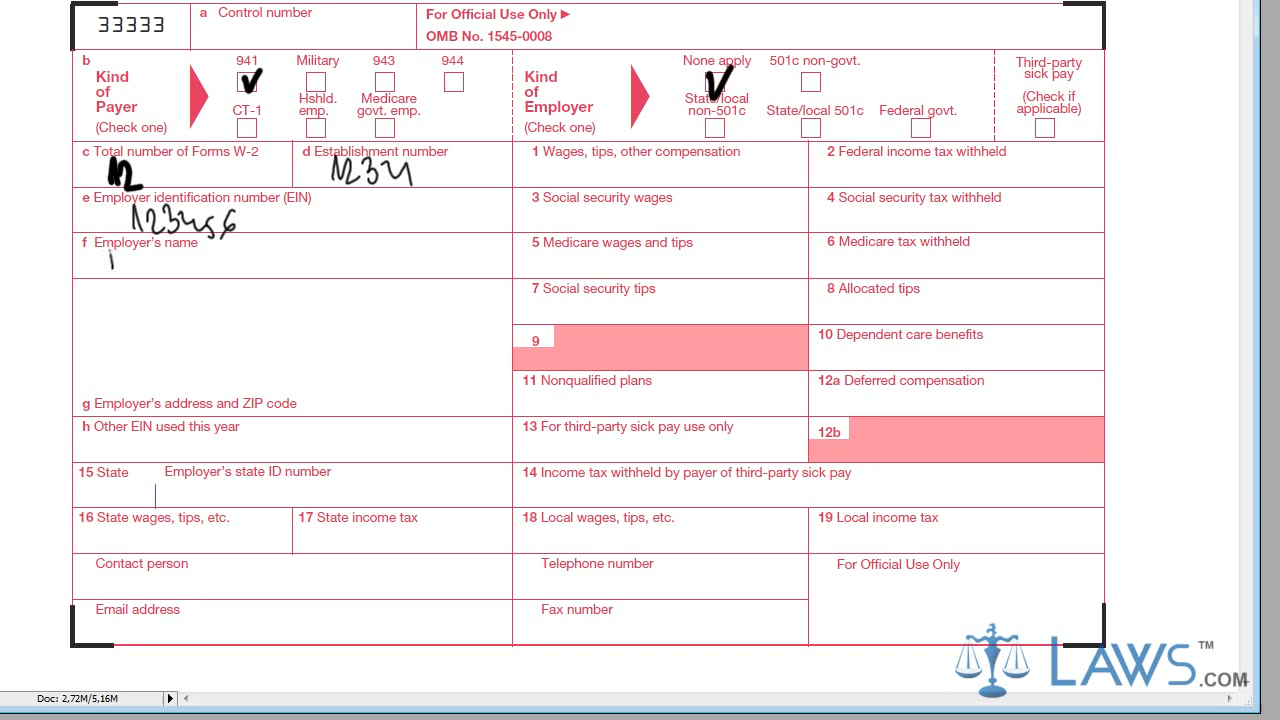 33333
a Control number
For Official Use Only ▶
OMB No. 1545-0008
b
Kind
of
Payer
(Check one)
941
Military
943
944
CT-1
Hshld.
emp.
Medicare
govt. emp.
Kind
of
Employer
(Check one)
None apply
501c non-govt.
State/local
non-501c
State/local 501c
Federal govt.
Third-party
sick pay
(Check if
applicable)
c Total number of Forms W-2
12
d Establishment number
1234
1 Wages, tips, other compensation
2 Federal income tax withheld
e Employer identification number (EIN)
123456
3 Social security wages
4 Social security tax withheld
f Employer's name
5 Medicare wages and tips
6 Medicare tax withheld
7 Social security tips
8 Allocated tips
9
10 Dependent care benefits
11 Nonqualified plans
12a Deferred compensation
g Employer's address and ZIP code
h Other EIN used this year
13 For third-party sick pay use only
12b
15 State
Employer's state ID number
14 Income tax withheld by payer of third-party sick pay
16 State wages, tips, etc.
17 State income tax
18 Local wages, tips, etc.
19 Local income tax
Contact person
Telephone number
For Official Use Only
Email address
Fax number
LAWS™
.COM
Doc: 2,72M/5,16M